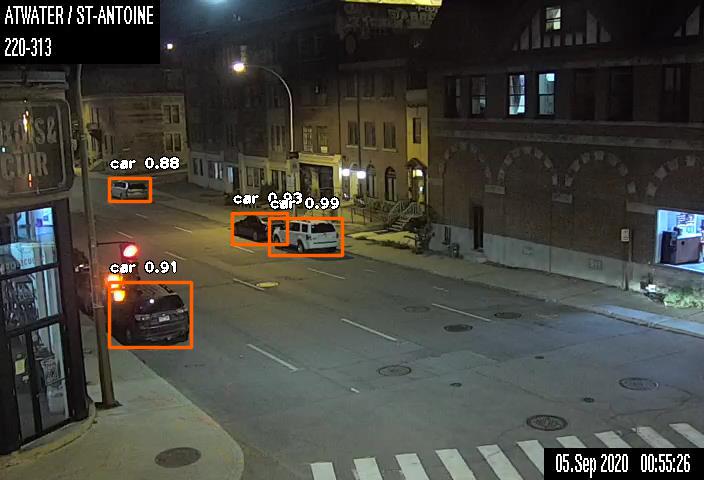 ATWATER / ST-ANTOINE
220-313
CUIR
car 0.88
car 0.93
car 0.99
car 0.91
05.Sep 2020 00:55:26